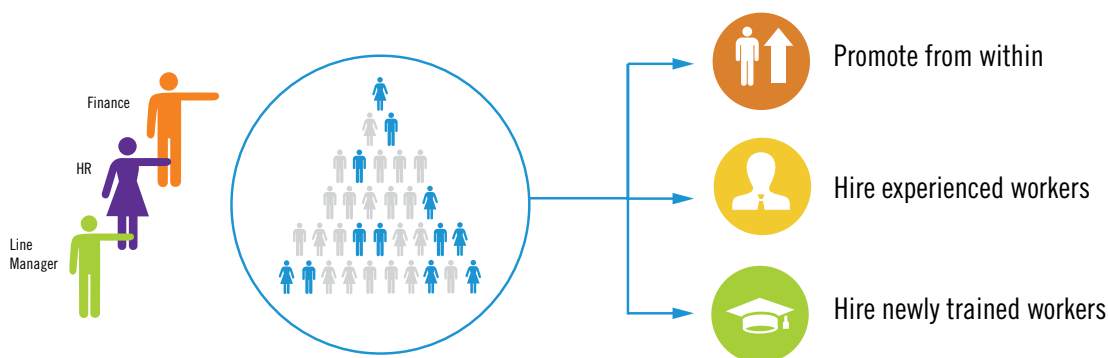 Finance
HR
Line
Manager
Promote from within
Hire experienced workers
Hire newly trained workers